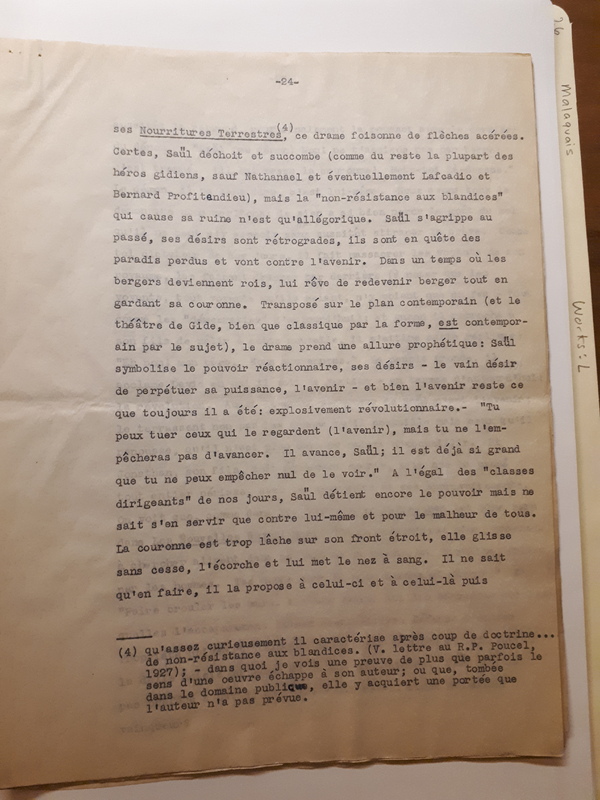 -24-
ses Nourritures Terrestres(4), ce drame foisonne de flèches acérées.
Certes, Saül déchoit et succombe (comme du reste la plupart des
héros gidiens, sauf Nathanael et éventuellement Lafcadio et
Bernard Profitendieu), mais la "non-résistance aux blandices"
qui cause sa ruine n'est qu'allégorique. Saül s'agrippe au
passé, ses désirs sont rétrogrades, ils sont en quête des
paradis perdus et vont contre l'avenir. Dans un temps où les
bergers deviennent rois, lui rêve de redevenir berger tout en
gardant sa couronne. Transposé sur le plan contemporain (et le
théâtre de Gide, bien que classique par la forme, est contempor-
ain par le sujet), le drame prend une allure prophétique: Saül
symbolise le pouvoir réactionnaire, ses désirs - le vain désir
de perpétuer sa puissance, l'avenir - et bien l'avenir reste ce
que toujours il a été: explosivement révolutionnaire.- "Tu
peux tuer ceux qui le regardent (l'avenir), mais tu ne l'em-
pêcheras pas d'avancer. Il avance, Saül; il est déjà si grand
que tu ne peux empêcher nul de le voir." A l'égal des "classes
dirigeants" de nos jours, Saül détient encore le pouvoir mais ne
sait s'en servir que contre lui-même et pour le malheur de tous.
La couronne est trop lâche sur son front étroit, elle glisse
sans cesse, l'écorche et lui met le nez à sang. Il ne sait
qu'en faire, il la propose à celui-ci et à celui-là puis
(4) qu'assez curieusement il caractérise après coup de doctrine...
de non-résistance aux blandices. (V. lettre au R.P. Poucel,
1927); - dans quoi je vois une preuve de plus que parfois le
sens d'une oeuvre échappe à son auteur; ou que, tombée
dans le domaine publique, elle y acquiert une portée que
l'auteur n'a pas prévue.
26
Malaquais
Works: L